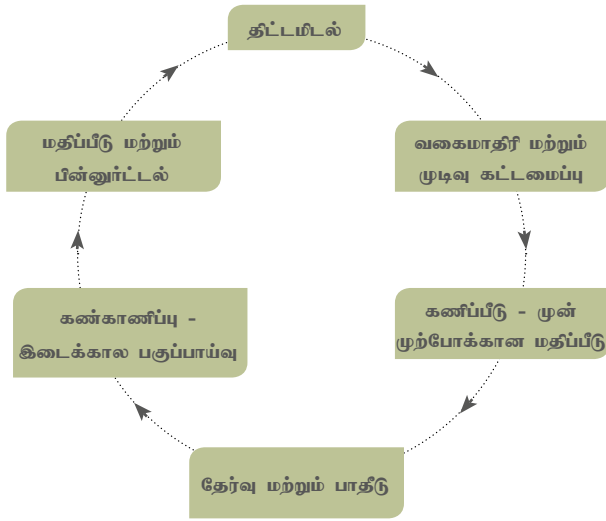 திட்டமிடல்
வகைமாதிரி மற்றும்
முடிவு கட்டமைப்பு
கணிப்பீடு - முன்
முற்போக்கான மதிப்பீடு
தேர்வு மற்றும் பாதீடு
கண்காணிப்பு -
இடைக்கால பகுப்பாய்வு
மதிப்பீடு மற்றும்
பின்னுர்ட்டல்